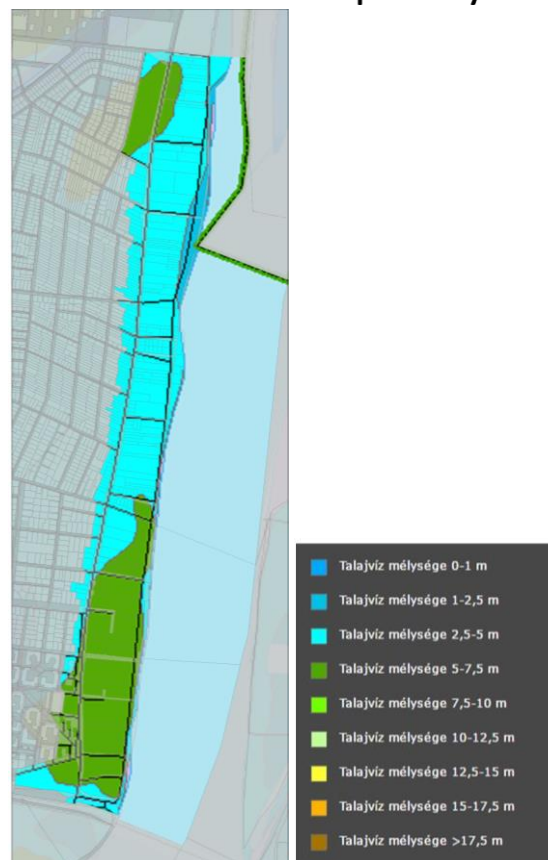 Talajvíz mélysége 0-1 m
Talajvíz mélysége 1-2,5 m
Talajvíz mélysége 2,5-5 m
Talajvíz mélysége 5-7,5 m
Talajvíz mélysége 7,5-10 m
Talajvíz mélysége 10-12,5 m
Talajvíz mélysége 12,5-15 m
Talajvíz mélysége 15-17,5 m
Talajvíz mélysége >17,5 m